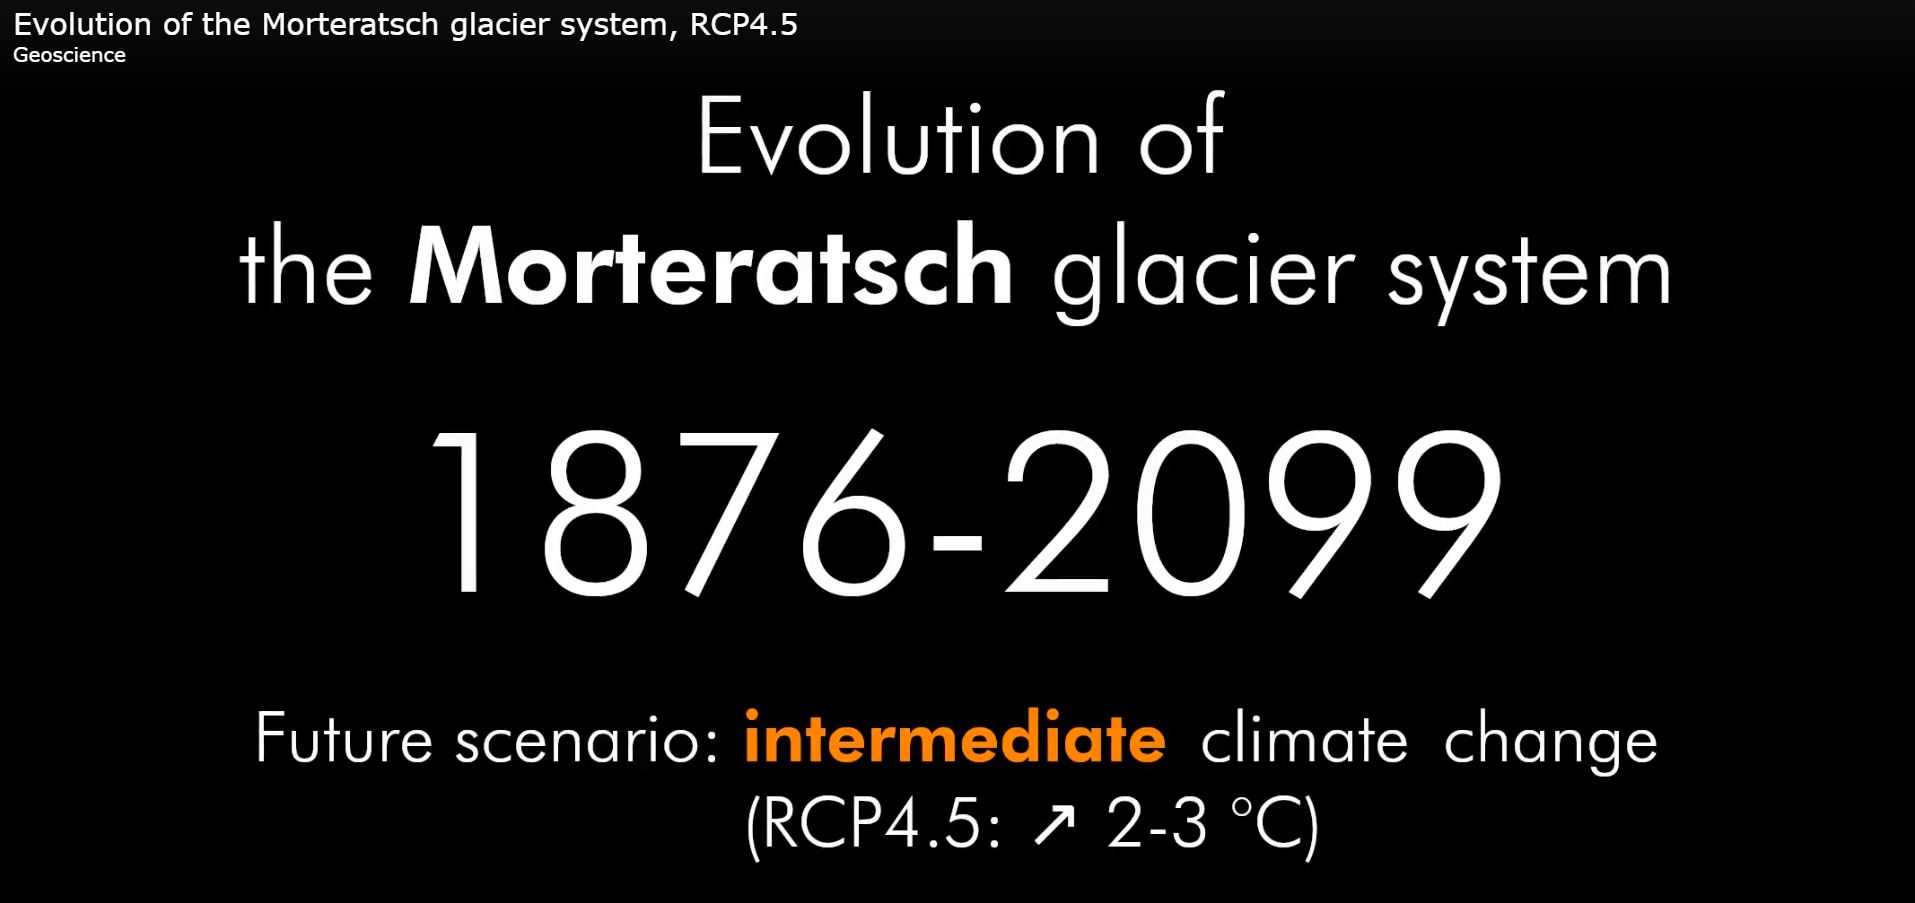 Evolution of the Morteratsch glacier system, RCP4.5
Geoscience
Evolution of
the Morteratsch glacier system
1876-2099
Future scenario: intermediate climate change
(RCP4.5: ↗ 2-3 °C)